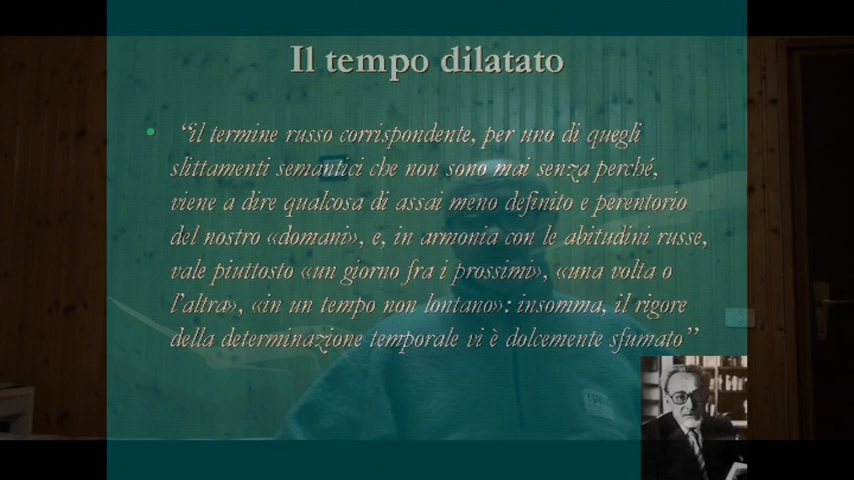 Il tempo dilatato
“il termine russo corrispondente, per uno di quegli
slittamenti semantici che non sono mai senza perché,
viene a dire qualcosa di assai meno definito e perentorio
del nostro «domani», e, in armonia con le abitudini russe,
vale piuttosto «un giorno fra i prossimi», «una volta o
l’altra», «in un tempo non lontano»: insomma, il rigore
della determinazione temporale vi è dolcemente sfumato”